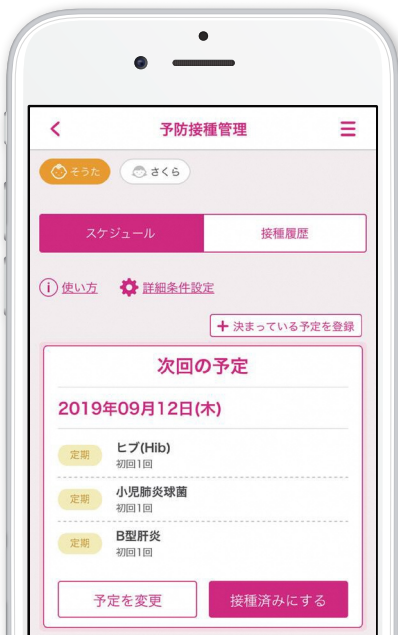 予防接種管理
そうた
さくら
スケジュール
接種履歴
使い方
詳細条件設定
+ 決まっている予定を登録
次回の予定
2019年09月12日(木)
定期
ヒブ(Hib)
初回1回
定期
小児肺炎球菌
初回1回
定期
B型肝炎
初回1回
予定を変更
接種済みにする